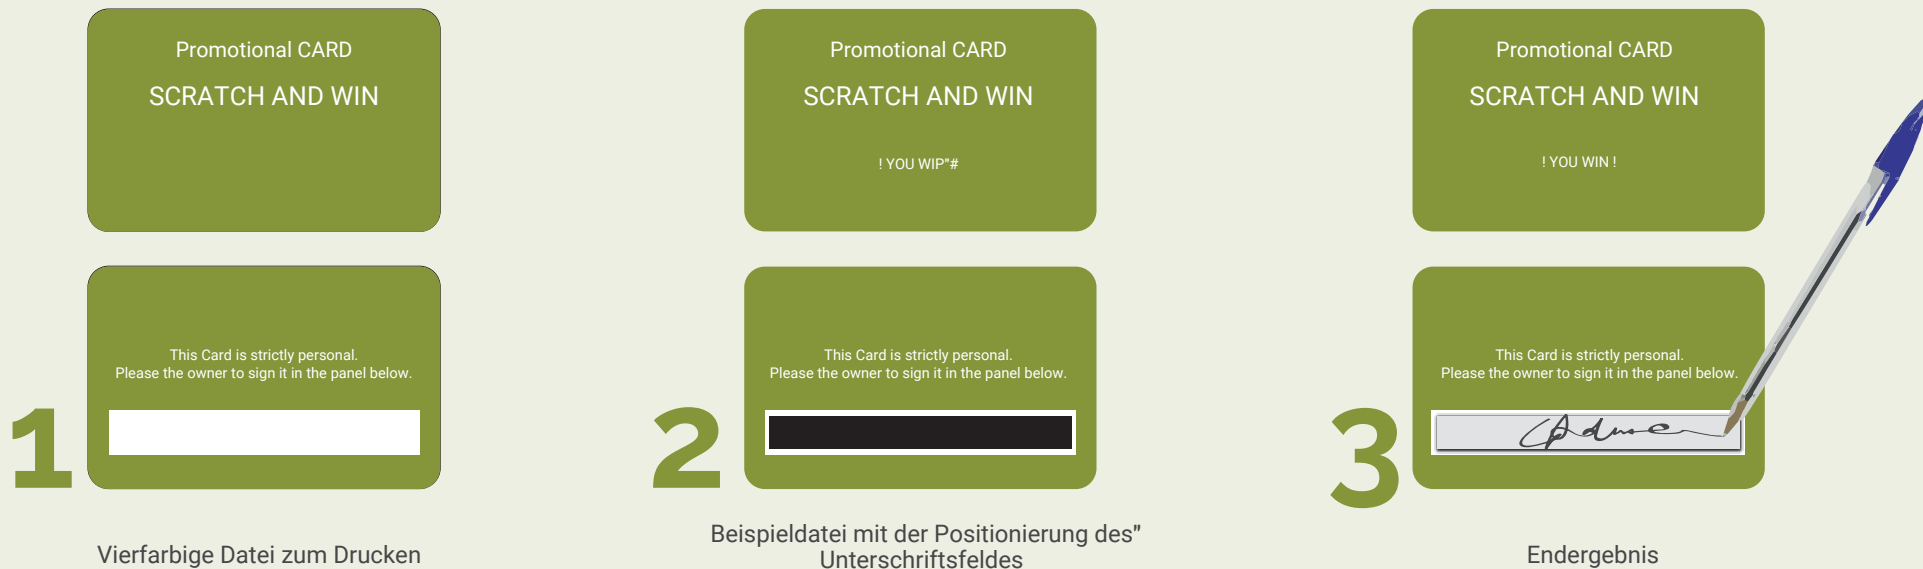 Promotional CARD
SCRATCH AND WIN
This Card is strictly personal.
Please the owner to sign it in the panel below.
1
Vierfarbige Datei zum Drucken
Promotional CARD
SCRATCH AND WIN
! YOU WIP"#
This Card is strictly personal.
Please the owner to sign it in the panel below.
2
Beispieldatei mit der Positionierung des"
Unterschriftsfeldes
Promotional CARD
SCRATCH AND WIN
! YOU WIN !
This Card is strictly personal.
Please the owner to sign it in the panel below.
3
Endergebnis